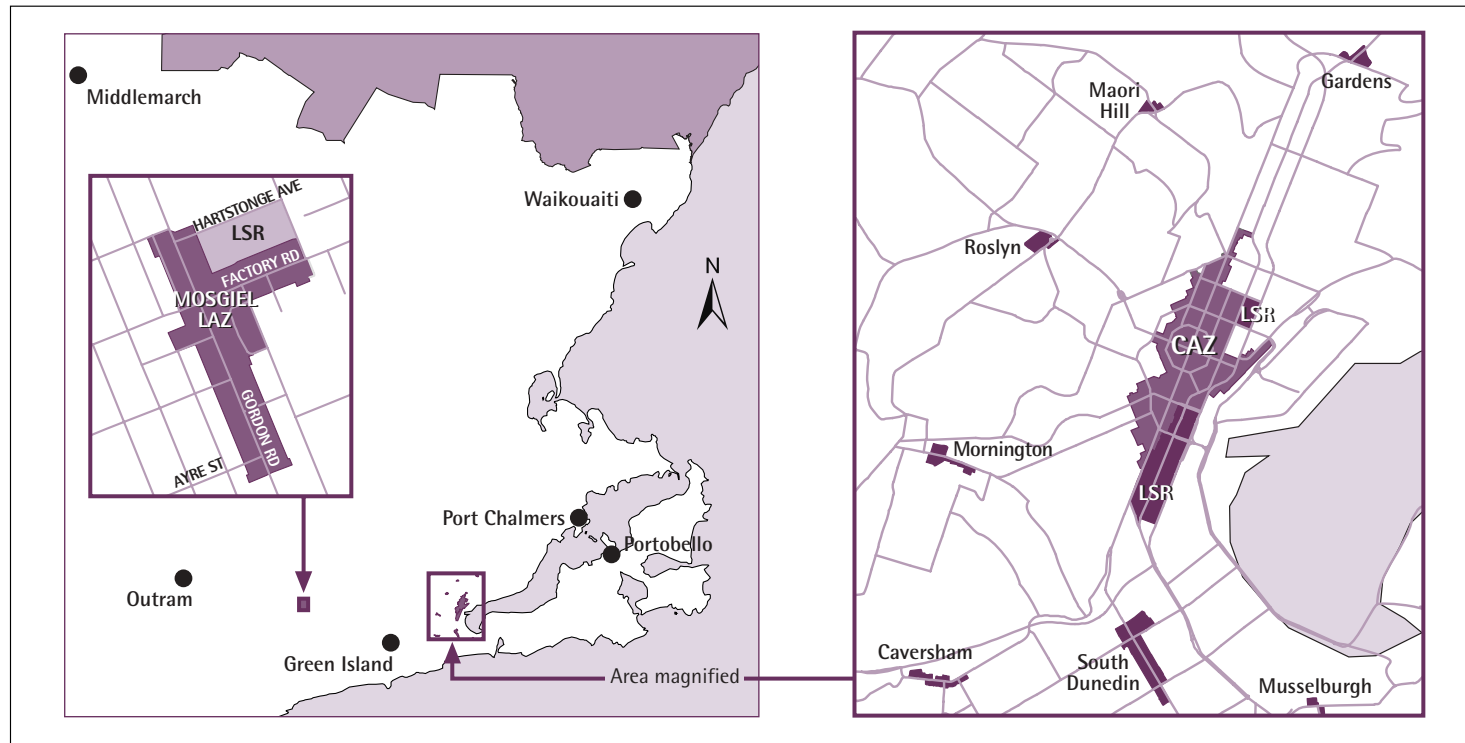 Middlemarch
Waikouaiti
N
HARTSTONGE AVE
LSR
FACTORY RD
MOSGIEL
LAZ
GORDON RD
AYRE ST
Port Chalmers
Portobello
Outram
Green Island
Area magnified
Gardens
Maori
Hill
Roslyn
LSR
CAZ
Mornington
LSR
Caversham
South
Dunedin
Musselburgh